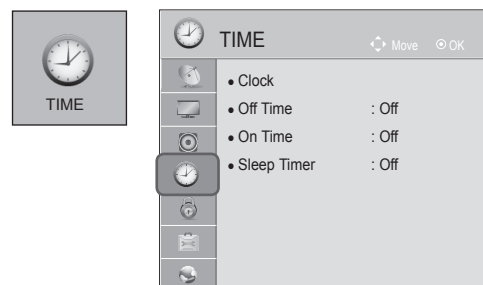 TIME
TIME
Move OK
• Clock
• Off Time : Off
• On Time : Off
• Sleep Timer : Off